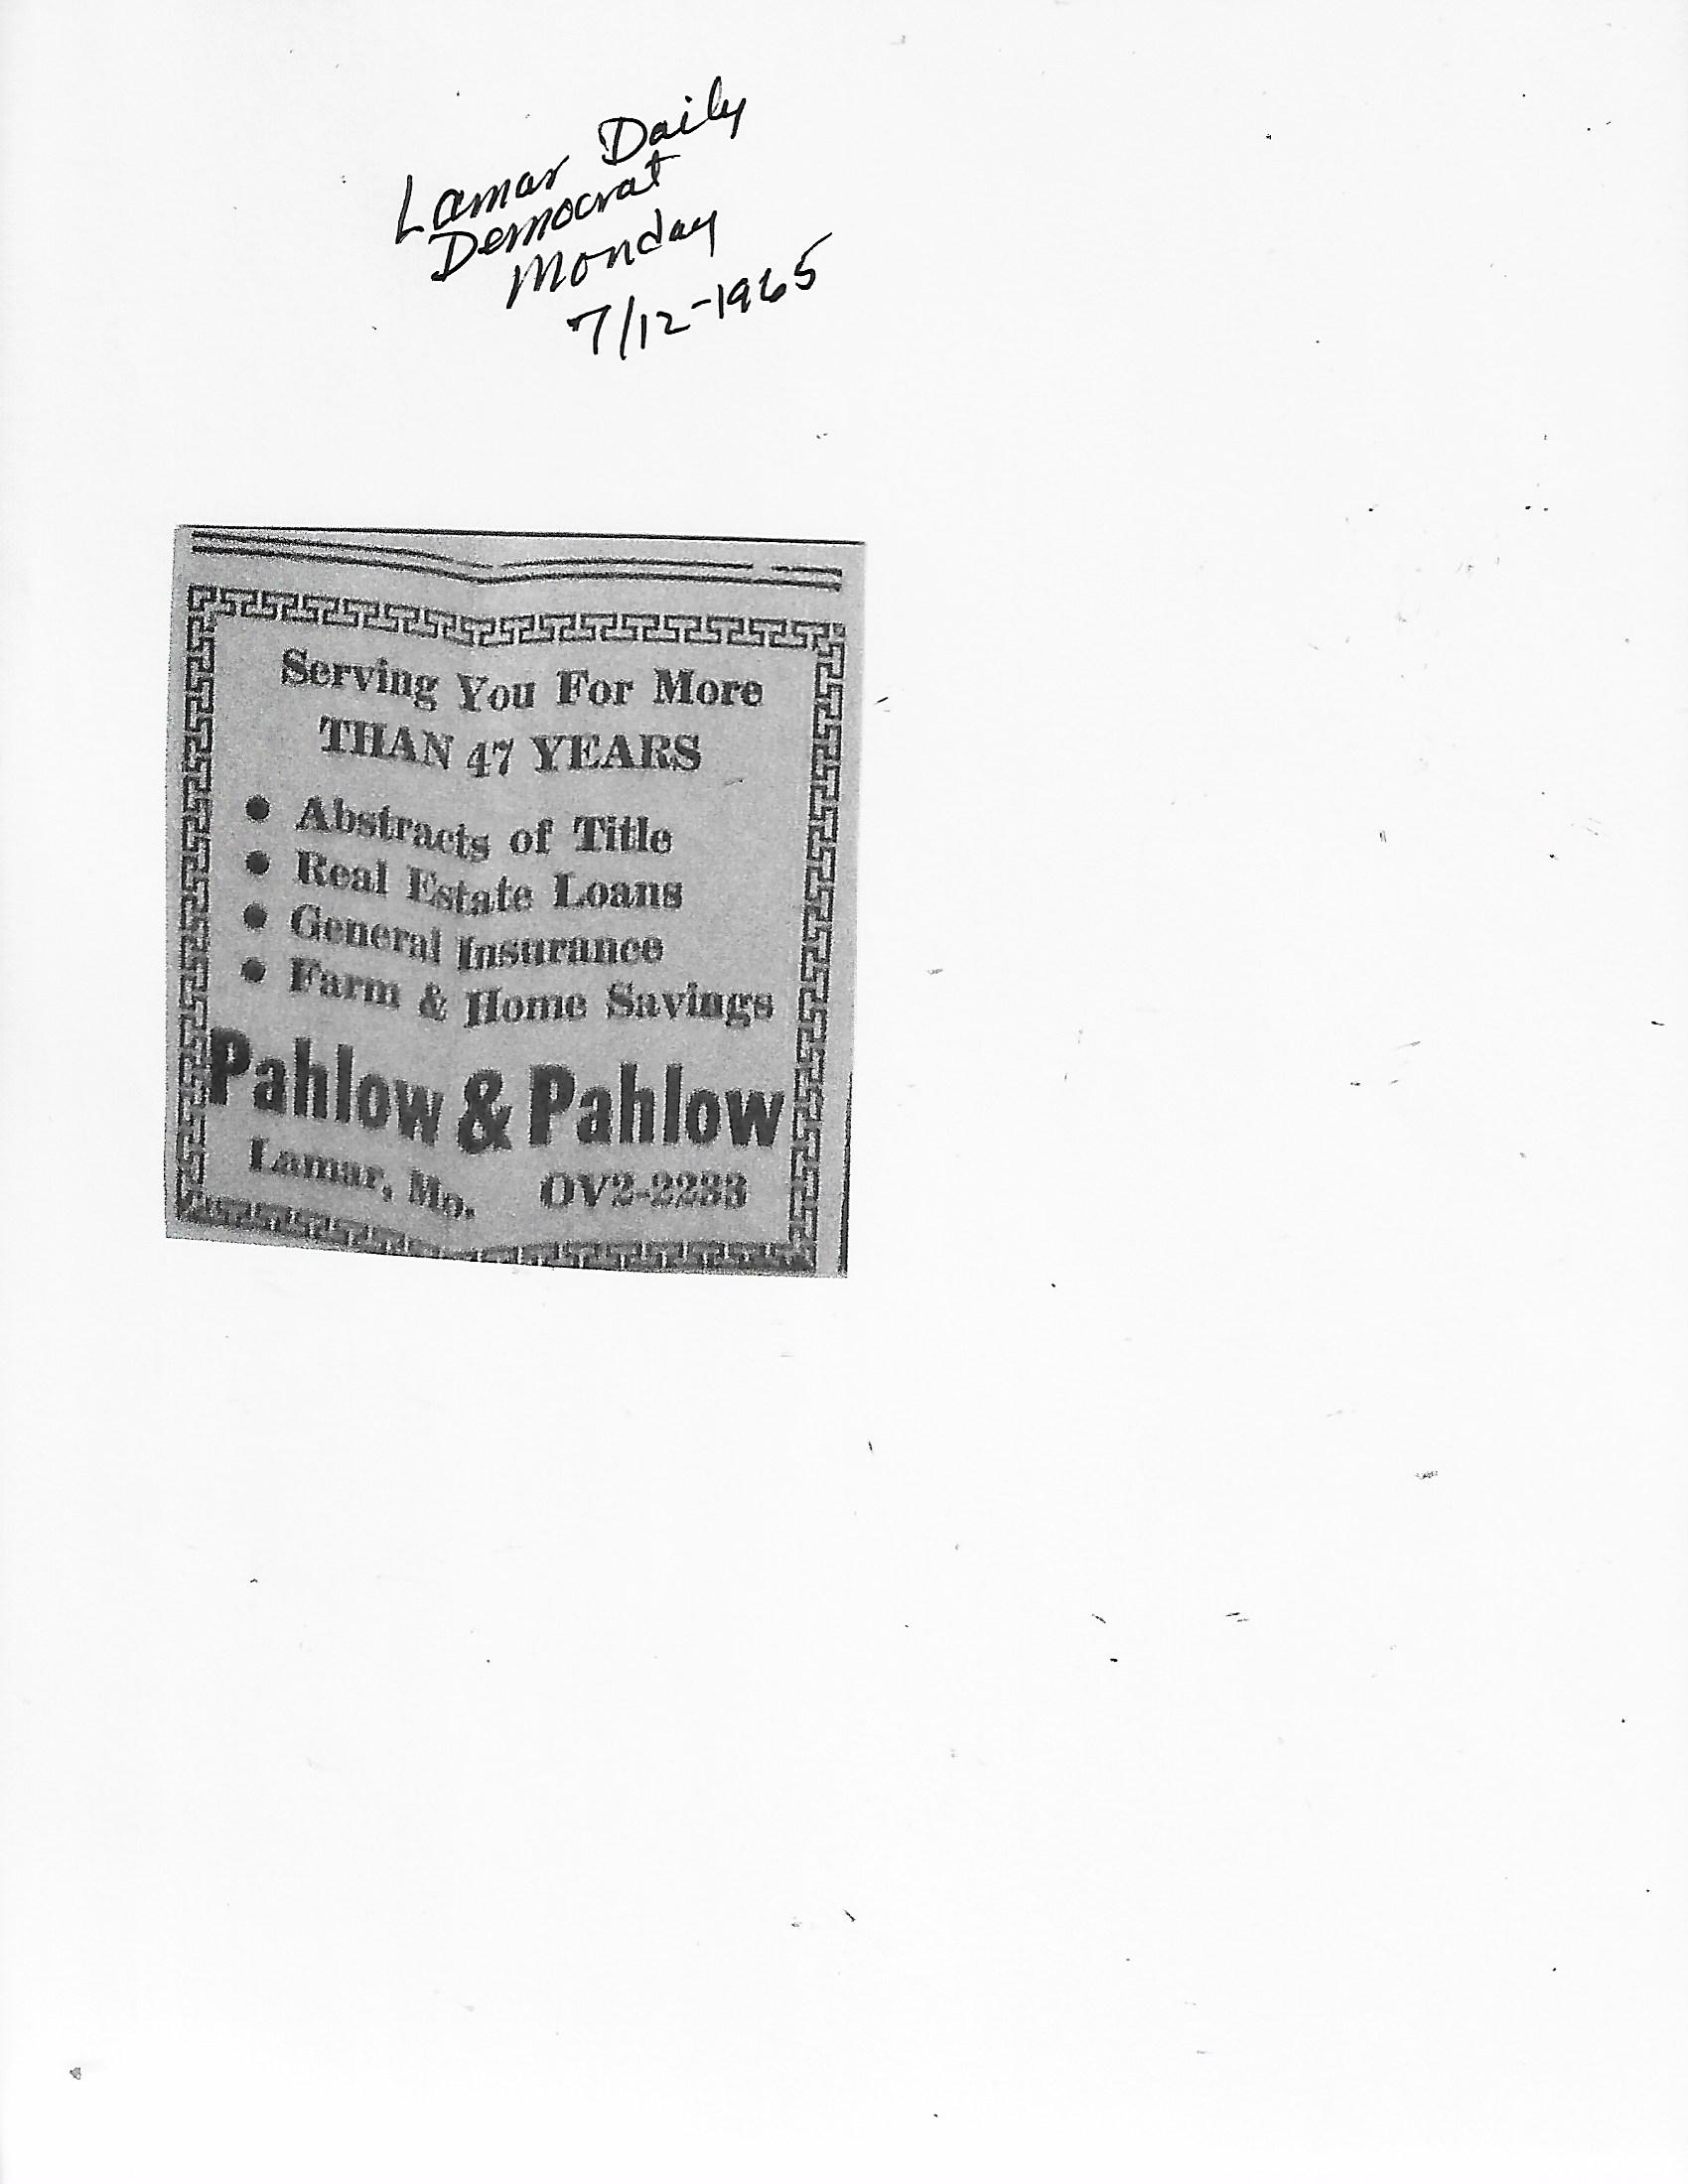 Lamar Daily
Democrat
Monday
7/12-1965
Serving You For More
THAN 47 YEARS
• Abstracts of Title
• Real Estate Loans
• General Insurance
• Farm & Home Savings
Pahlow & Pahlow
Lamar, Mo. OV2-2233